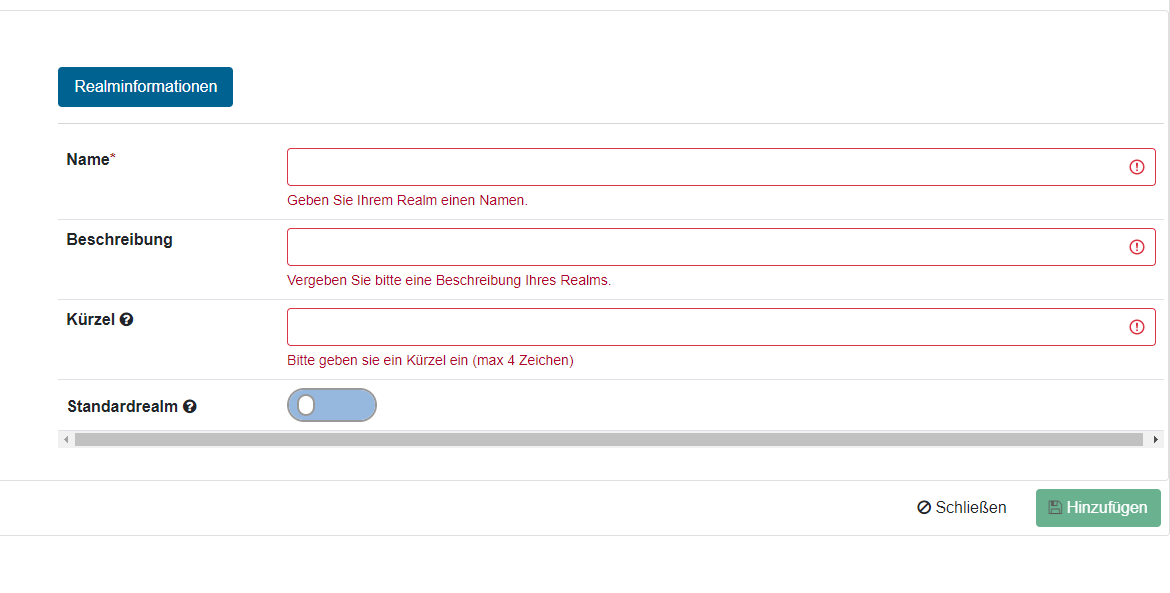 Realminformationen
Name*
Geben Sie Ihrem Realm einen Namen.
Beschreibung
Vergeben Sie bitte eine Beschreibung Ihres Realms.
Kürzel
Bitte geben sie ein Kürzel ein (max 4 Zeichen)
Standardrealm
Schließen
Hinzufügen